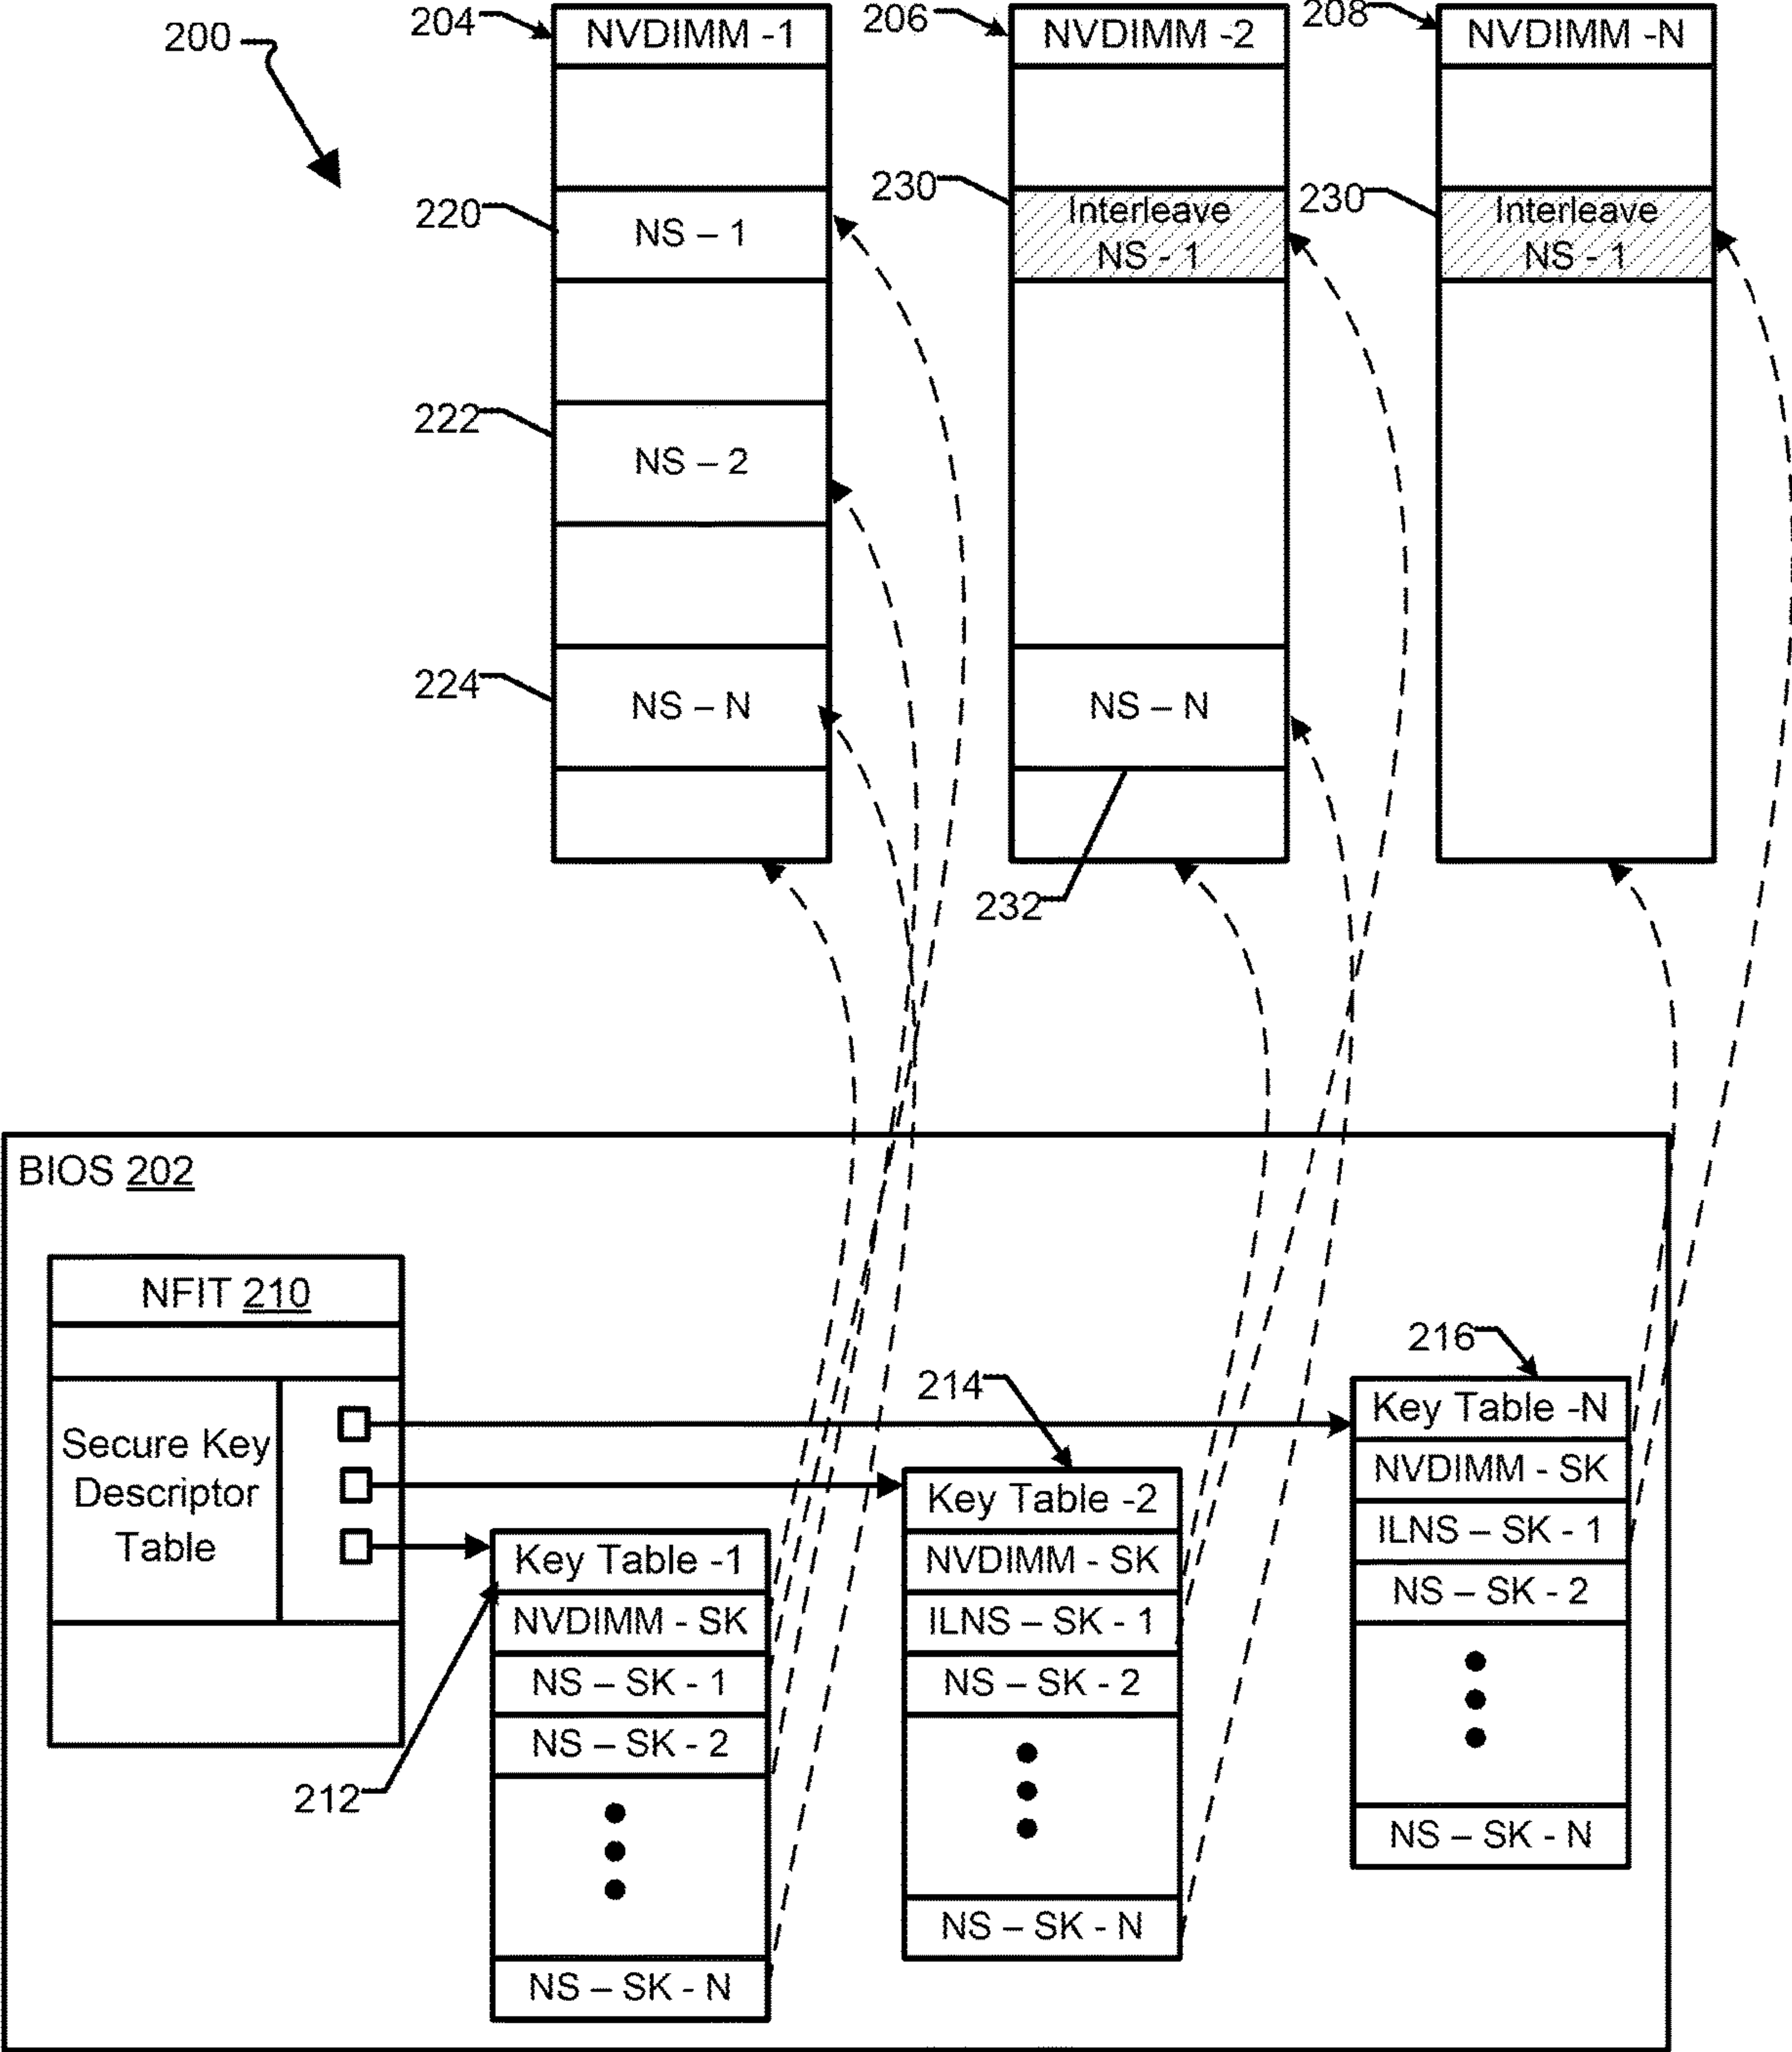 200
204
NVDIMM -1
206
NVDIMM -2
208
NVDIMM -N
220
NS – 1
230
Interleave
NS - 1
230
Interleave
NS - 1
222
NS – 2
224
NS – N
NS – N
232
BIOS 202
NFIT 210
Secure Key
Descriptor
Table
212
Key Table -1
NVDIMM - SK
NS – SK - 1
NS – SK - 2
NS – SK - N
214
Key Table -2
NVDIMM - SK
ILNS – SK - 1
NS – SK - 2
NS – SK - N
216
Key Table -N
NVDIMM - SK
ILNS – SK - 1
NS – SK - 2
NS – SK - N